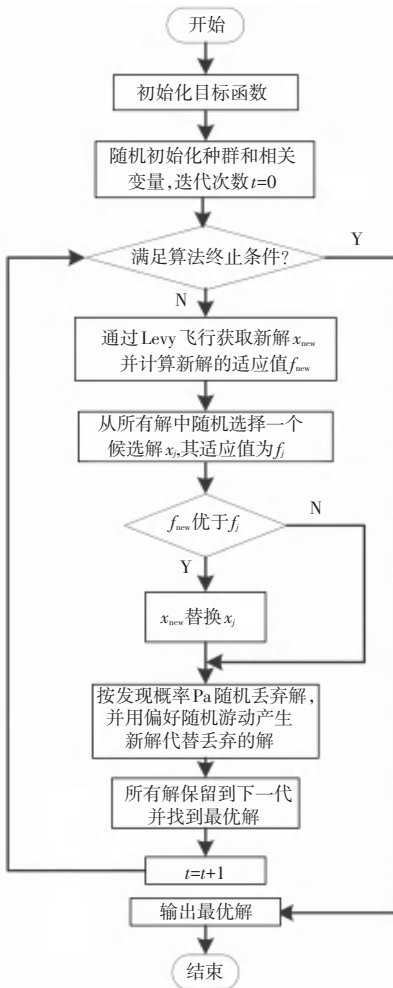 开始
初始化目标函数
随机初始化种群和相关
变量,迭代次数t=0
满足算法终止条件?
Y
N
通过Levy飞行获取新解x_new
并计算新解的适应值f_new
从所有解中随机选择一个
候选解x_j,其适应值为f_j
f_new优于f_j
N
Y
x_new替换x_j
按发现概率Pa随机丢弃解,
并用偏好随机游动产生
新解代替丢弃的解
所有解保留到下一代
并找到最优解
t=t+1
输出最优解
结束